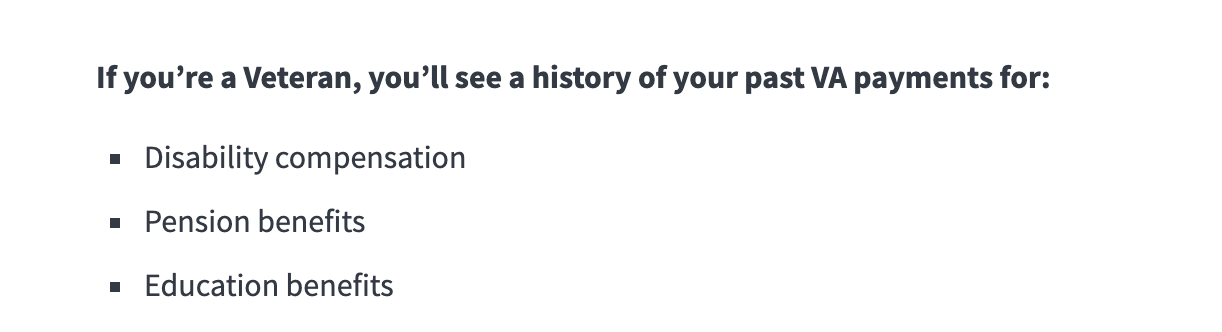 If you’re a Veteran, you’ll see a history of your past VA payments for:
▪ Disability compensation
▪ Pension benefits
▪ Education benefits